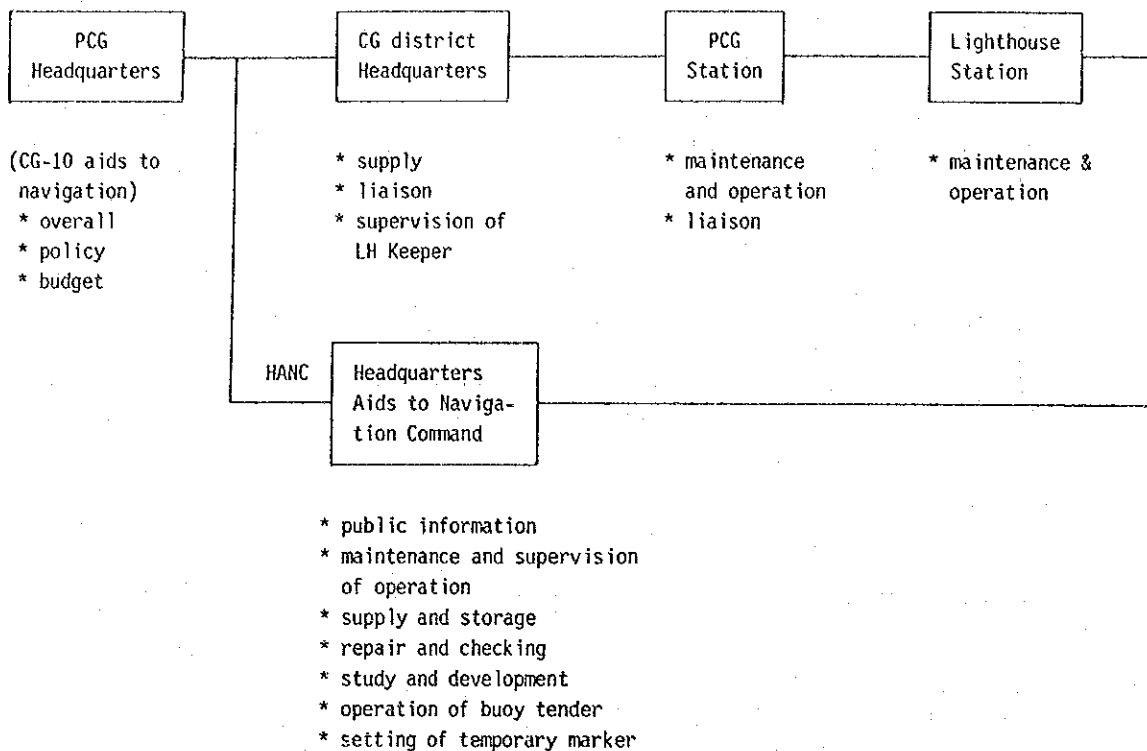 PCG
Headquarters
CG district
Headquarters
PCG
Station
Lighthouse
Station
(CG-10 aids to
navigation)
* overall
* policy
* budget
* supply
* liaison
* supervision of
LH Keeper
* maintenance
and operation
* liaison
* maintenance &
operation
HANC
Headquarters
Aids to Naviga-
tion Command
* public information
* maintenance and supervision
of operation
* supply and storage
* repair and checking
* study and development
* operation of buoy tender
* setting of temporary marker